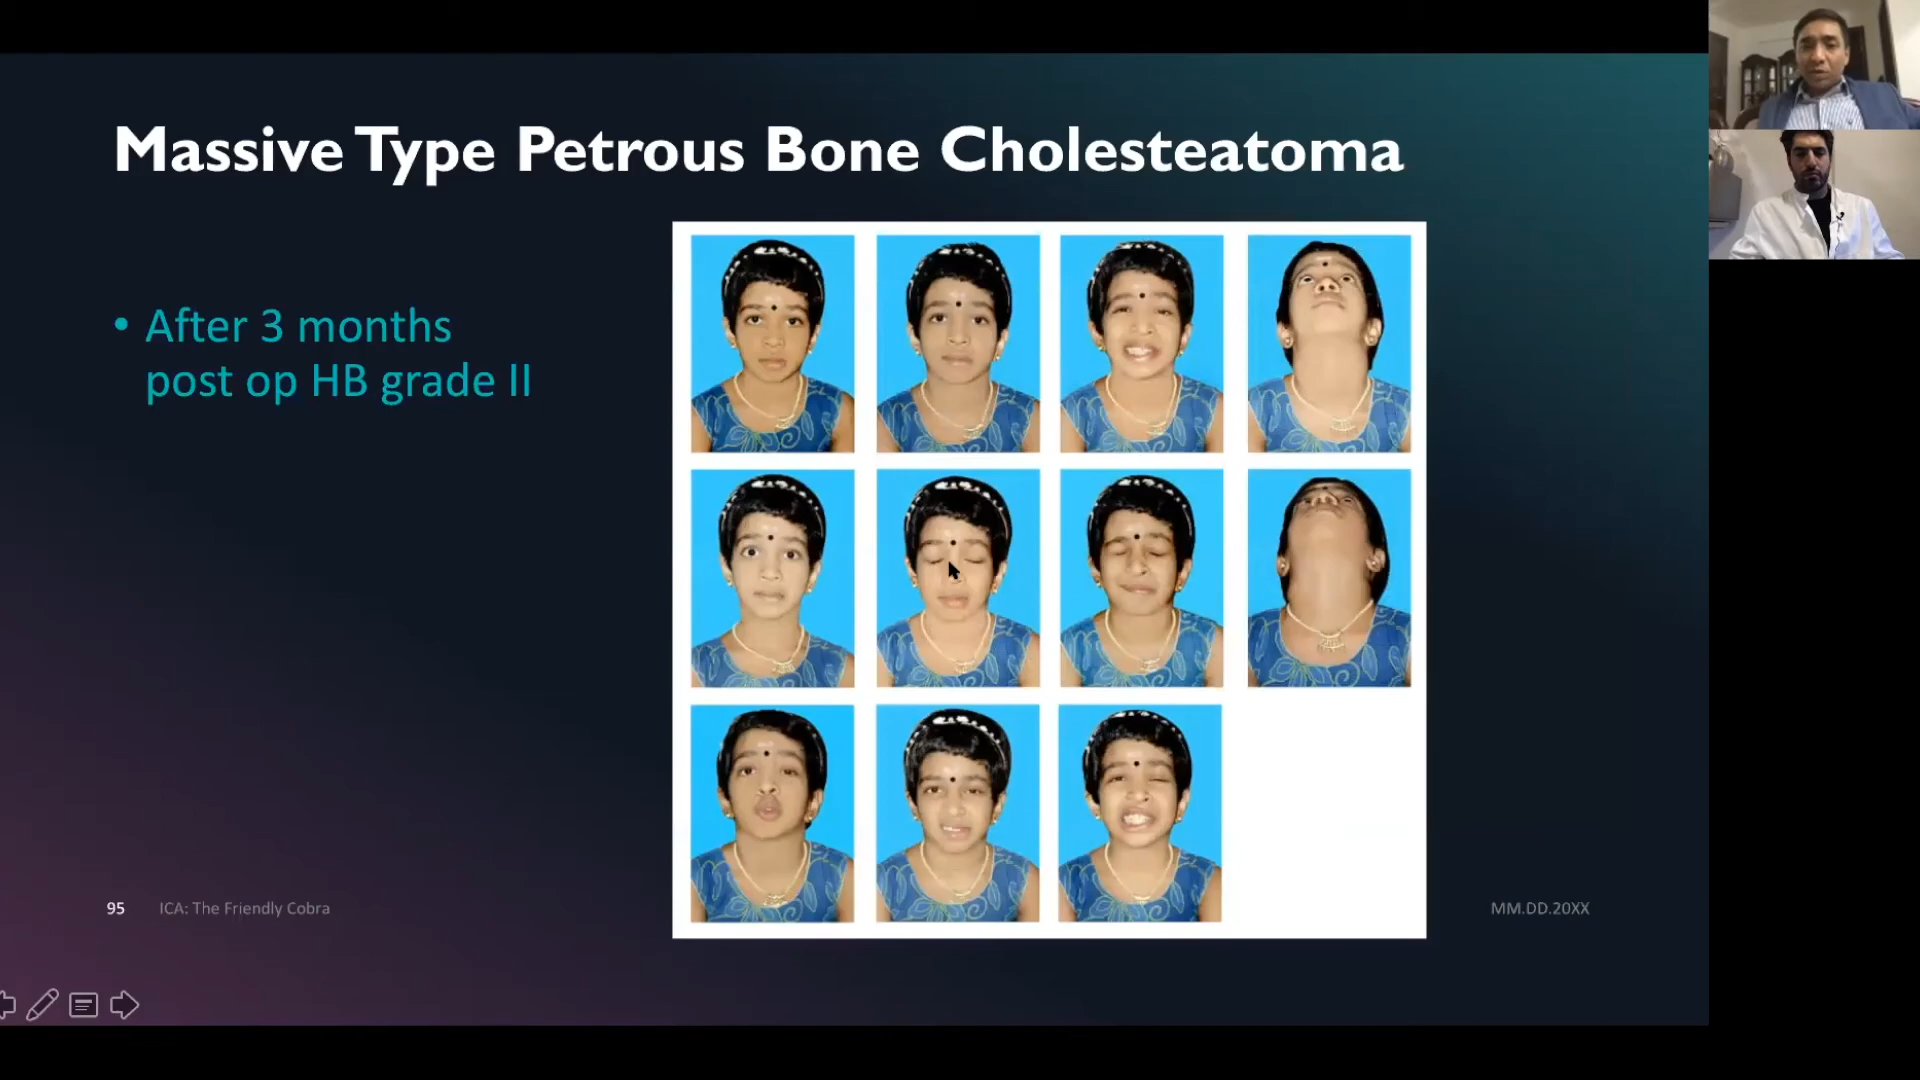 Massive Type Petrous Bone Cholesteatoma
• After 3 months
post op HB grade II
95
ICA: The Friendly Cobra
MM.DD.20XX